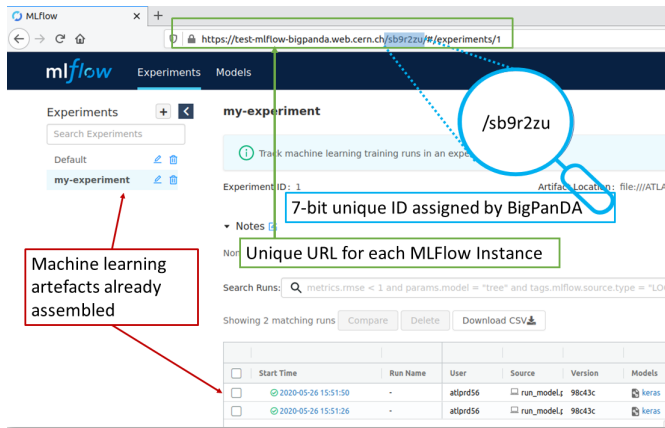 MLflow
https://test-mlflow-bigpanda.web.cern.ch/sb9r2zu/#/experiments/1
mlflow Experiments Models
Experiments
Search Experiments
Default
my-experiment
my-experiment
/sb9r2zu
Track machine learning training runs in an
Experiment ID: 1
Artifact Location: file:///ATLA
7-bit unique ID assigned by BigPanDA
Notes
Unique URL for each MLFlow Instance
Machine learning
artefacts already
assembled
Search Runs: metrics.rmse < 1 and params.model = "tree" and tags.mlflow.source.type = "LO
Showing 2 matching runs Compare Delete Download CSV
Start Time Run Name User Source Version Models
2020-05-26 15:51:50 - atlprd56 run_model.p 98c43c keras
2020-05-26 15:51:26 - atlprd56 run_model.p 98c43c keras